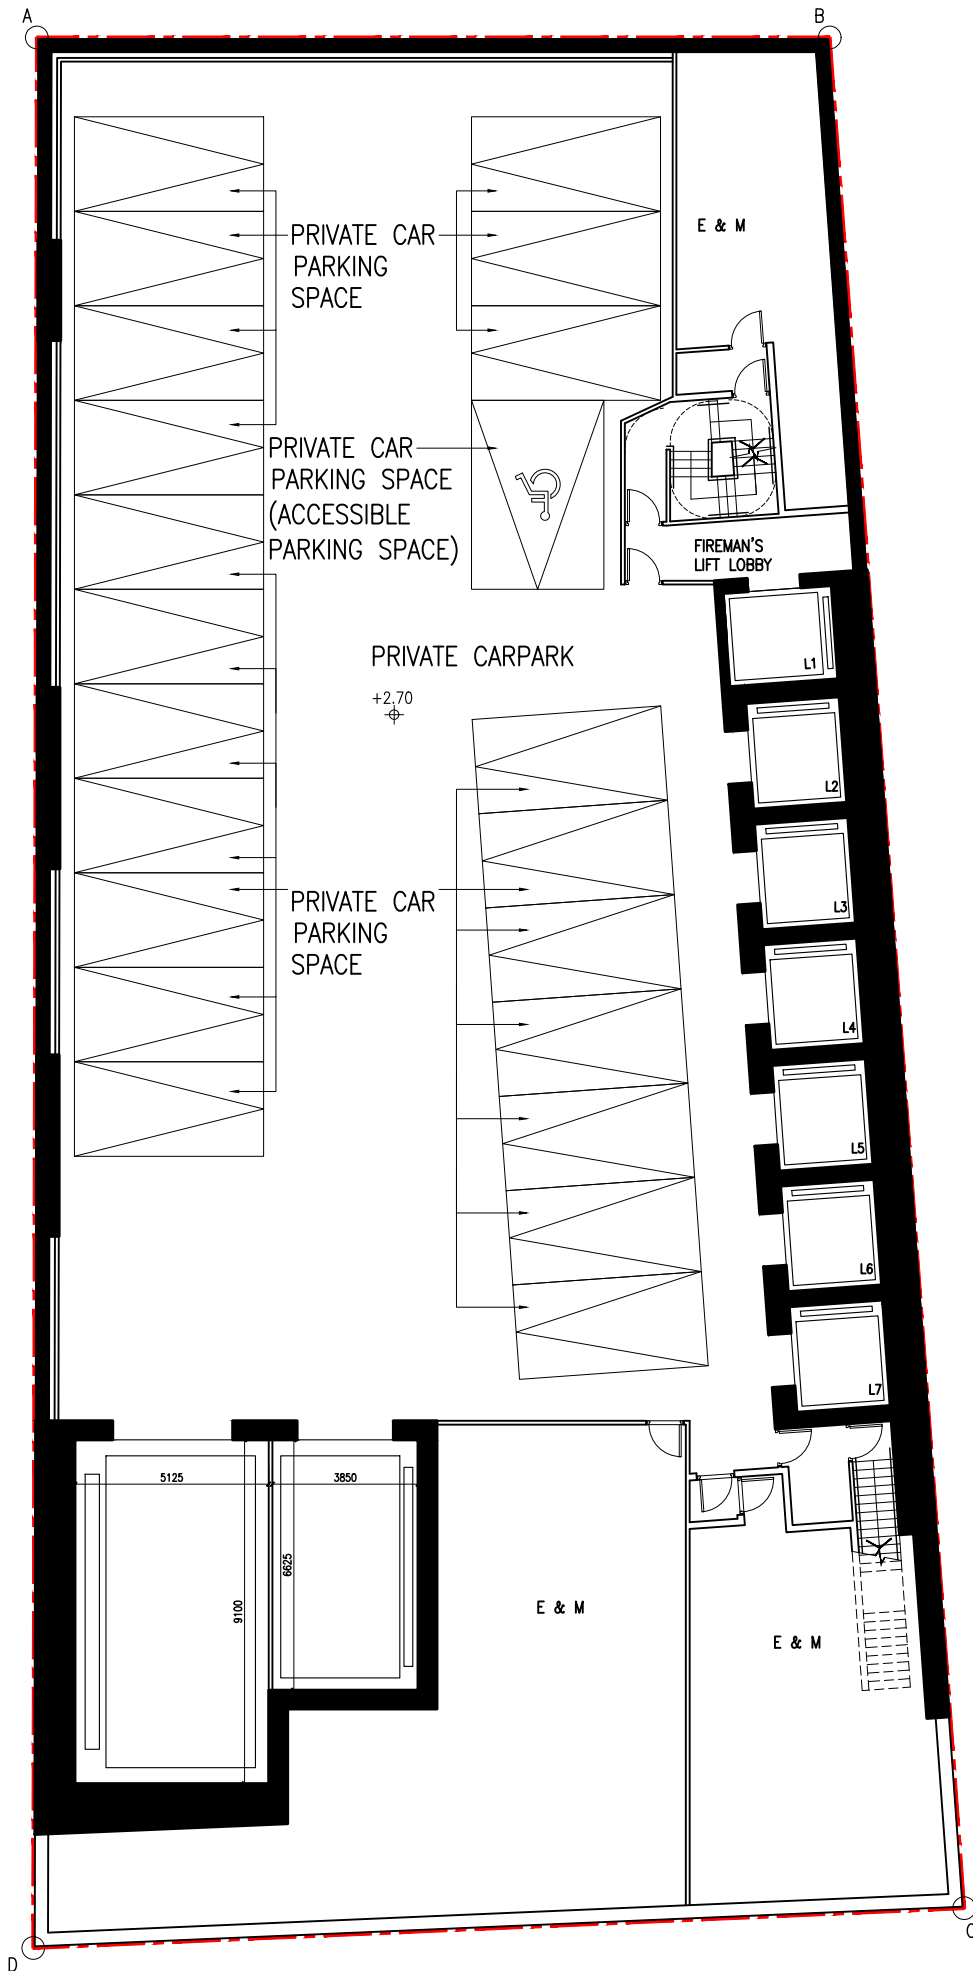 A
B
E & M
PRIVATE CAR
PARKING
SPACE
PRIVATE CAR
PARKING SPACE
(ACCESSIBLE
PARKING SPACE)
FIREMAN'S
LIFT LOBBY
L1
PRIVATE CARPARK
+2.70
L2
L3
PRIVATE CAR
PARKING
SPACE
L4
L5
L6
L7
5125
3850
6625
9100
E & M
E & M
C
D